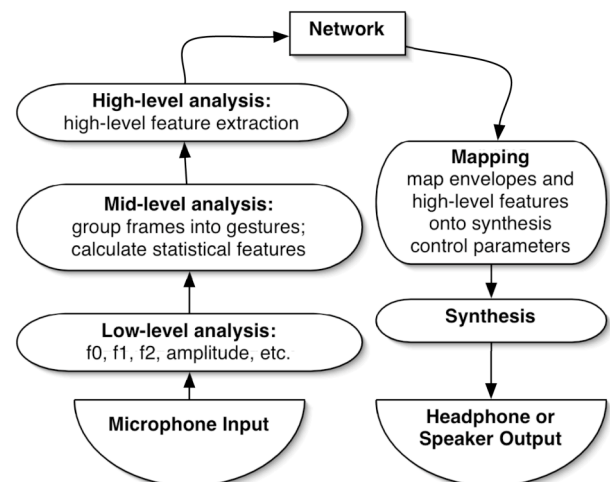 Network
High-level analysis:
high-level feature extraction
Mid-level analysis:
group frames into gestures;
calculate statistical features
Low-level analysis:
f0, f1, f2, amplitude, etc.
Microphone Input
Mapping
map envelopes and
high-level features
onto synthesis
control parameters
Synthesis
Headphone or
Speaker Output